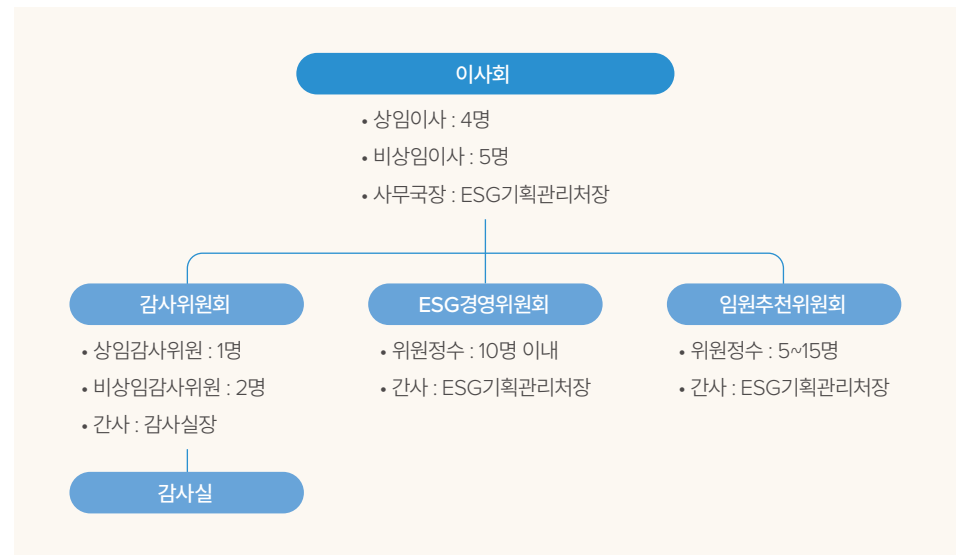 이사회
• 상임이사 : 4명
• 비상임이사 : 5명
• 사무국장 : ESG기획관리처장
감사위원회
• 상임감사위원 : 1명
• 비상임감사위원 : 2명
• 간사 : 감사실장
감사실
ESG경영위원회
• 위원정수 : 10명 이내
• 간사 : ESG기획관리처장
임원추천위원회
• 위원정수 : 5~15명
• 간사 : ESG기획관리처장